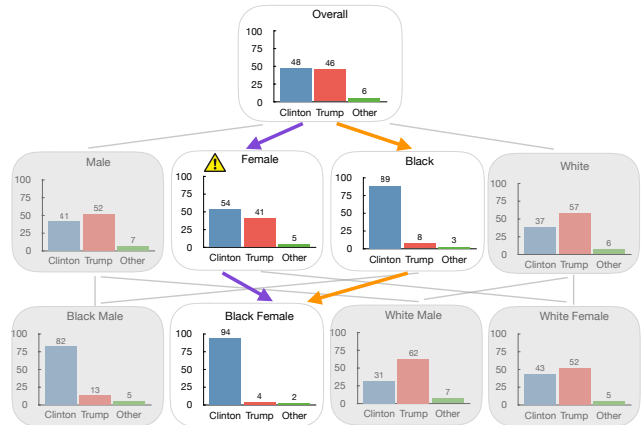 Overall
100
75
50
25
0
48 46 6
Clinton Trump Other
Male
100
75
50
25
0
41 52 7
Clinton Trump Other
Female
100
75
50
25
0
54 41 5
Clinton Trump Other
Black
100
75
50
25
0
89 8 3
Clinton Trump Other
White
100
75
50
25
0
37 57 6
Clinton Trump Other
Black Male
100
75
50
25
0
82 13 5
Clinton Trump Other
Black Female
100
75
50
25
0
94 4 2
Clinton Trump Other
White Male
100
75
50
25
0
31 62 7
Clinton Trump Other
White Female
100
75
50
25
0
43 52 5
Clinton Trump Other